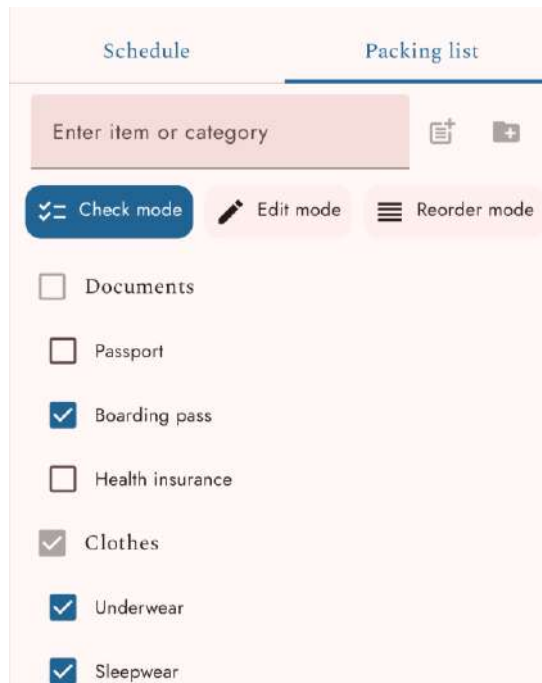 Schedule Packing list
Enter item or category
Check mode Edit mode Reorder mode
Documents
Passport
Boarding pass
Health insurance
Clothes
Underwear
Sleepwear